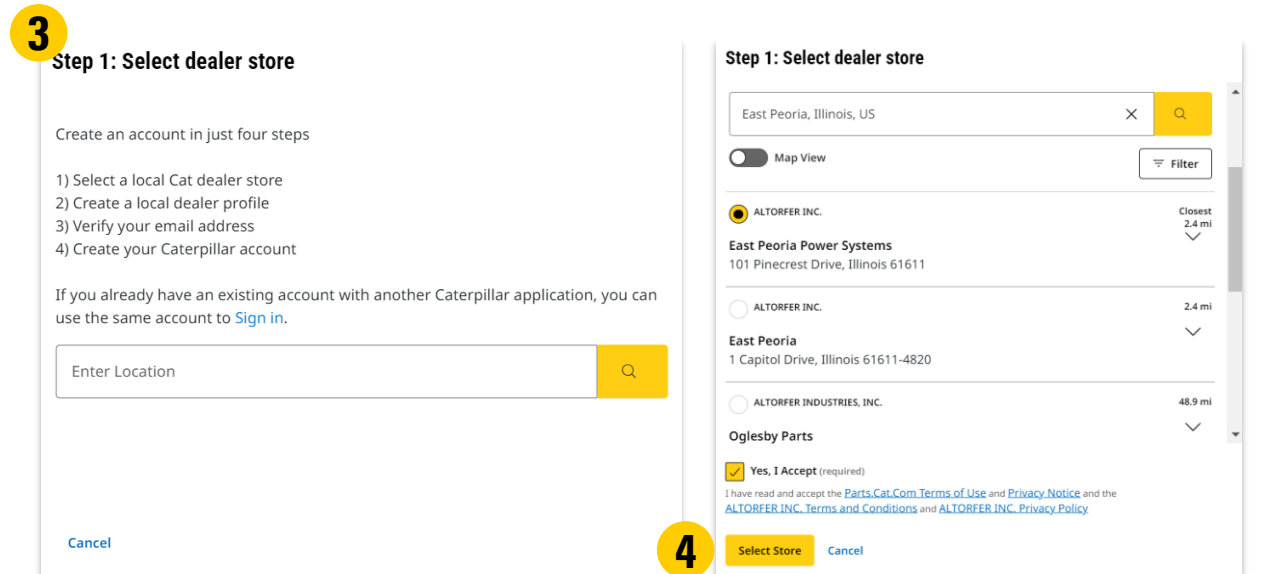 3
Step 1: Select dealer store
Create an account in just four steps
1) Select a local Cat dealer store
2) Create a local dealer profile
3) Verify your email address
4) Create your Caterpillar account
If you already have an existing account with another Caterpillar application, you can
use the same account to Sign in.
Enter Location
Cancel
Step 1: Select dealer store
East Peoria, Illinois, US
Map View
Filter
ALTORFER INC.
Closest
2.4 mi
East Peoria Power Systems
101 Pinecrest Drive, Illinois 61611
ALTORFER INC.
2.4 mi
East Peoria
1 Capitol Drive, Illinois 61611-4820
ALTORFER INDUSTRIES, INC.
48.9 mi
Oglesby Parts
Yes, I Accept (required)
I have read and accept the Parts.Cat.Com Terms of Use and Privacy Notice and the
ALTORFER INC. Terms and Conditions and ALTORFER INC. Privacy Policy
4
Select Store
Cancel